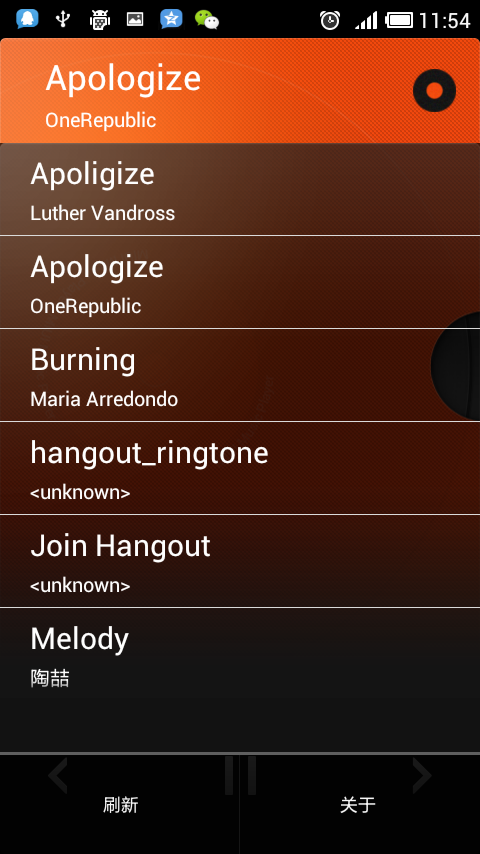 11:54
Apologize
OneRepublic
Apoligize
Luther Vandross
Apologize
OneRepublic
Burning
Maria Arredondo
hangout_ringtone
<unknown>
Join Hangout
<unknown>
Melody
陶喆
刷新
关于